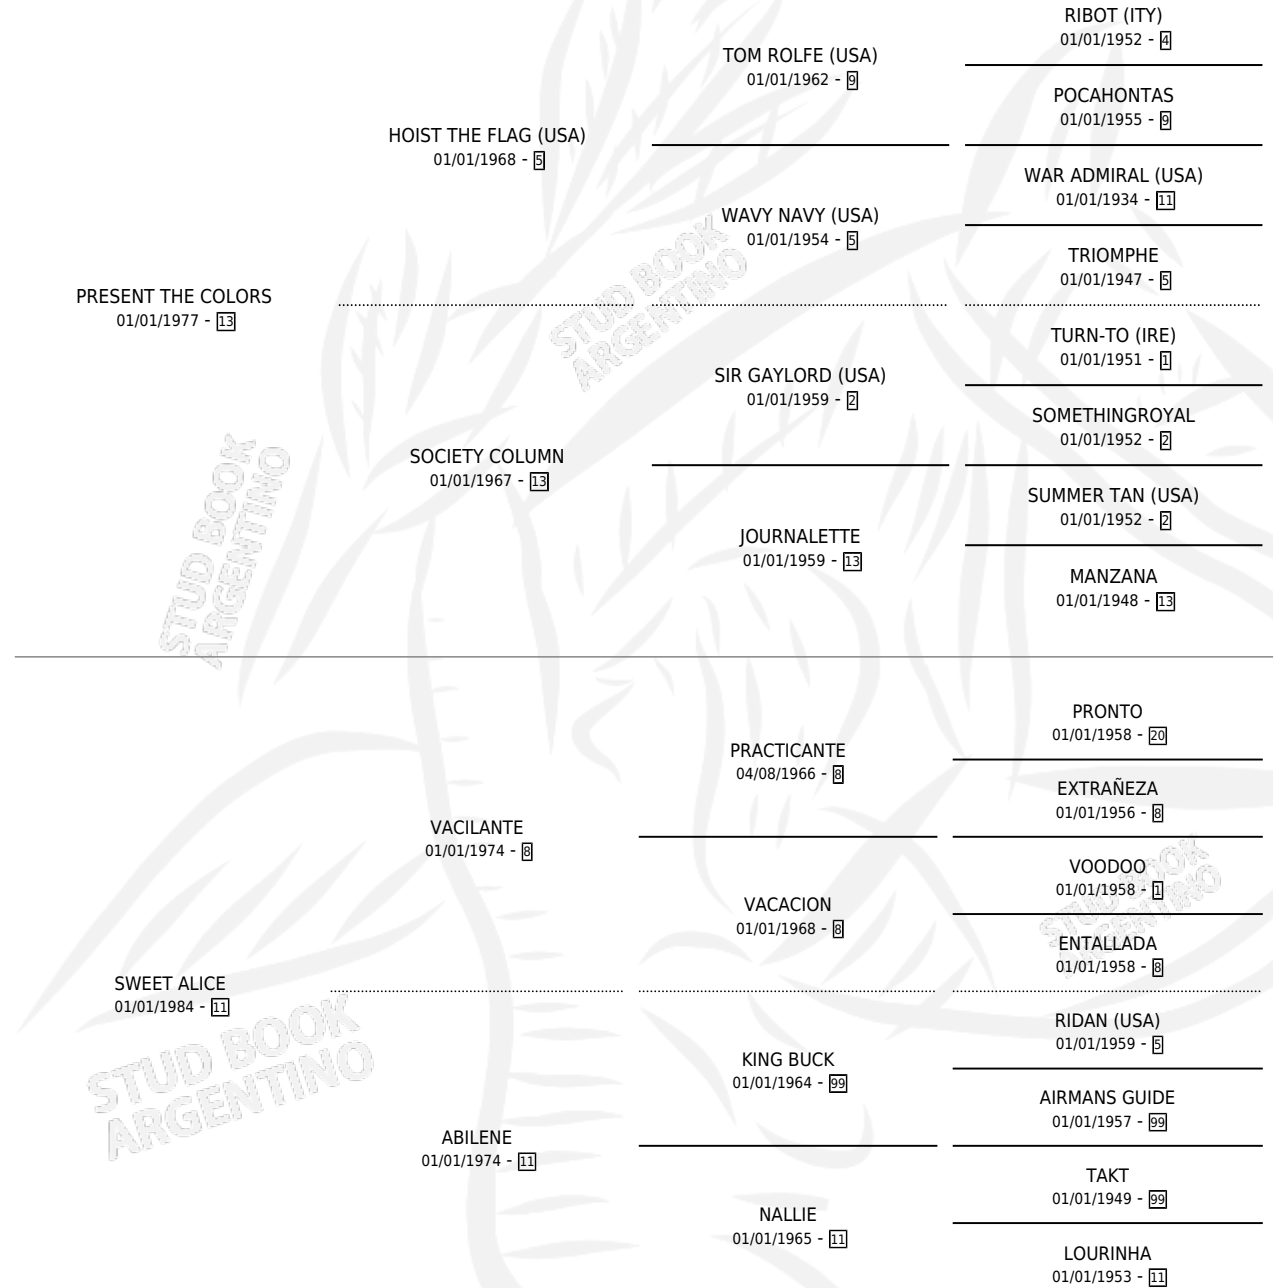 RIBOT (ITY)
01/01/1952 - 4
TOM ROLFE (USA)
01/01/1962 - 9
POCAHONTAS
01/01/1955 - 9
HOIST THE FLAG (USA)
01/01/1968 - 5
WAR ADMIRAL (USA)
01/01/1934 - 11
WAVY NAVY (USA)
01/01/1954 - 5
TRIOMPHE
01/01/1947 - 5
PRESENT THE COLORS
01/01/1977 - 13
TURN-TO (IRE)
01/01/1951 - 1
SIR GAYLORD (USA)
01/01/1959 - 2
SOMETHINGROYAL
01/01/1952 - 2
SOCIETY COLUMN
01/01/1967 - 13
SUMMER TAN (USA)
01/01/1952 - 2
JOURNALETTE
01/01/1959 - 13
MANZANA
01/01/1948 - 13
PRONTO
01/01/1958 - 20
PRACTICANTE
04/08/1966 - 8
EXTRAÑEZA
01/01/1956 - 8
VACILANTE
01/01/1974 - 8
VOODOO
01/01/1958 - 1
VACACION
01/01/1968 - 8
ENTALLADA
01/01/1958 - 8
SWEET ALICE
01/01/1984 - 11
RIDAN (USA)
01/01/1959 - 5
KING BUCK
01/01/1964 - 99
AIRMANS GUIDE
01/01/1957 - 99
ABILENE
01/01/1974 - 11
TAKT
01/01/1949 - 99
NALLIE
01/01/1965 - 11
LOURINHA
01/01/1953 - 11
STUD BOOK
ARGENTINO
STUD BOOK
ARGENTINO
STUD BOOK
ARGENTINO
STUD BOOK
ARGENTINO